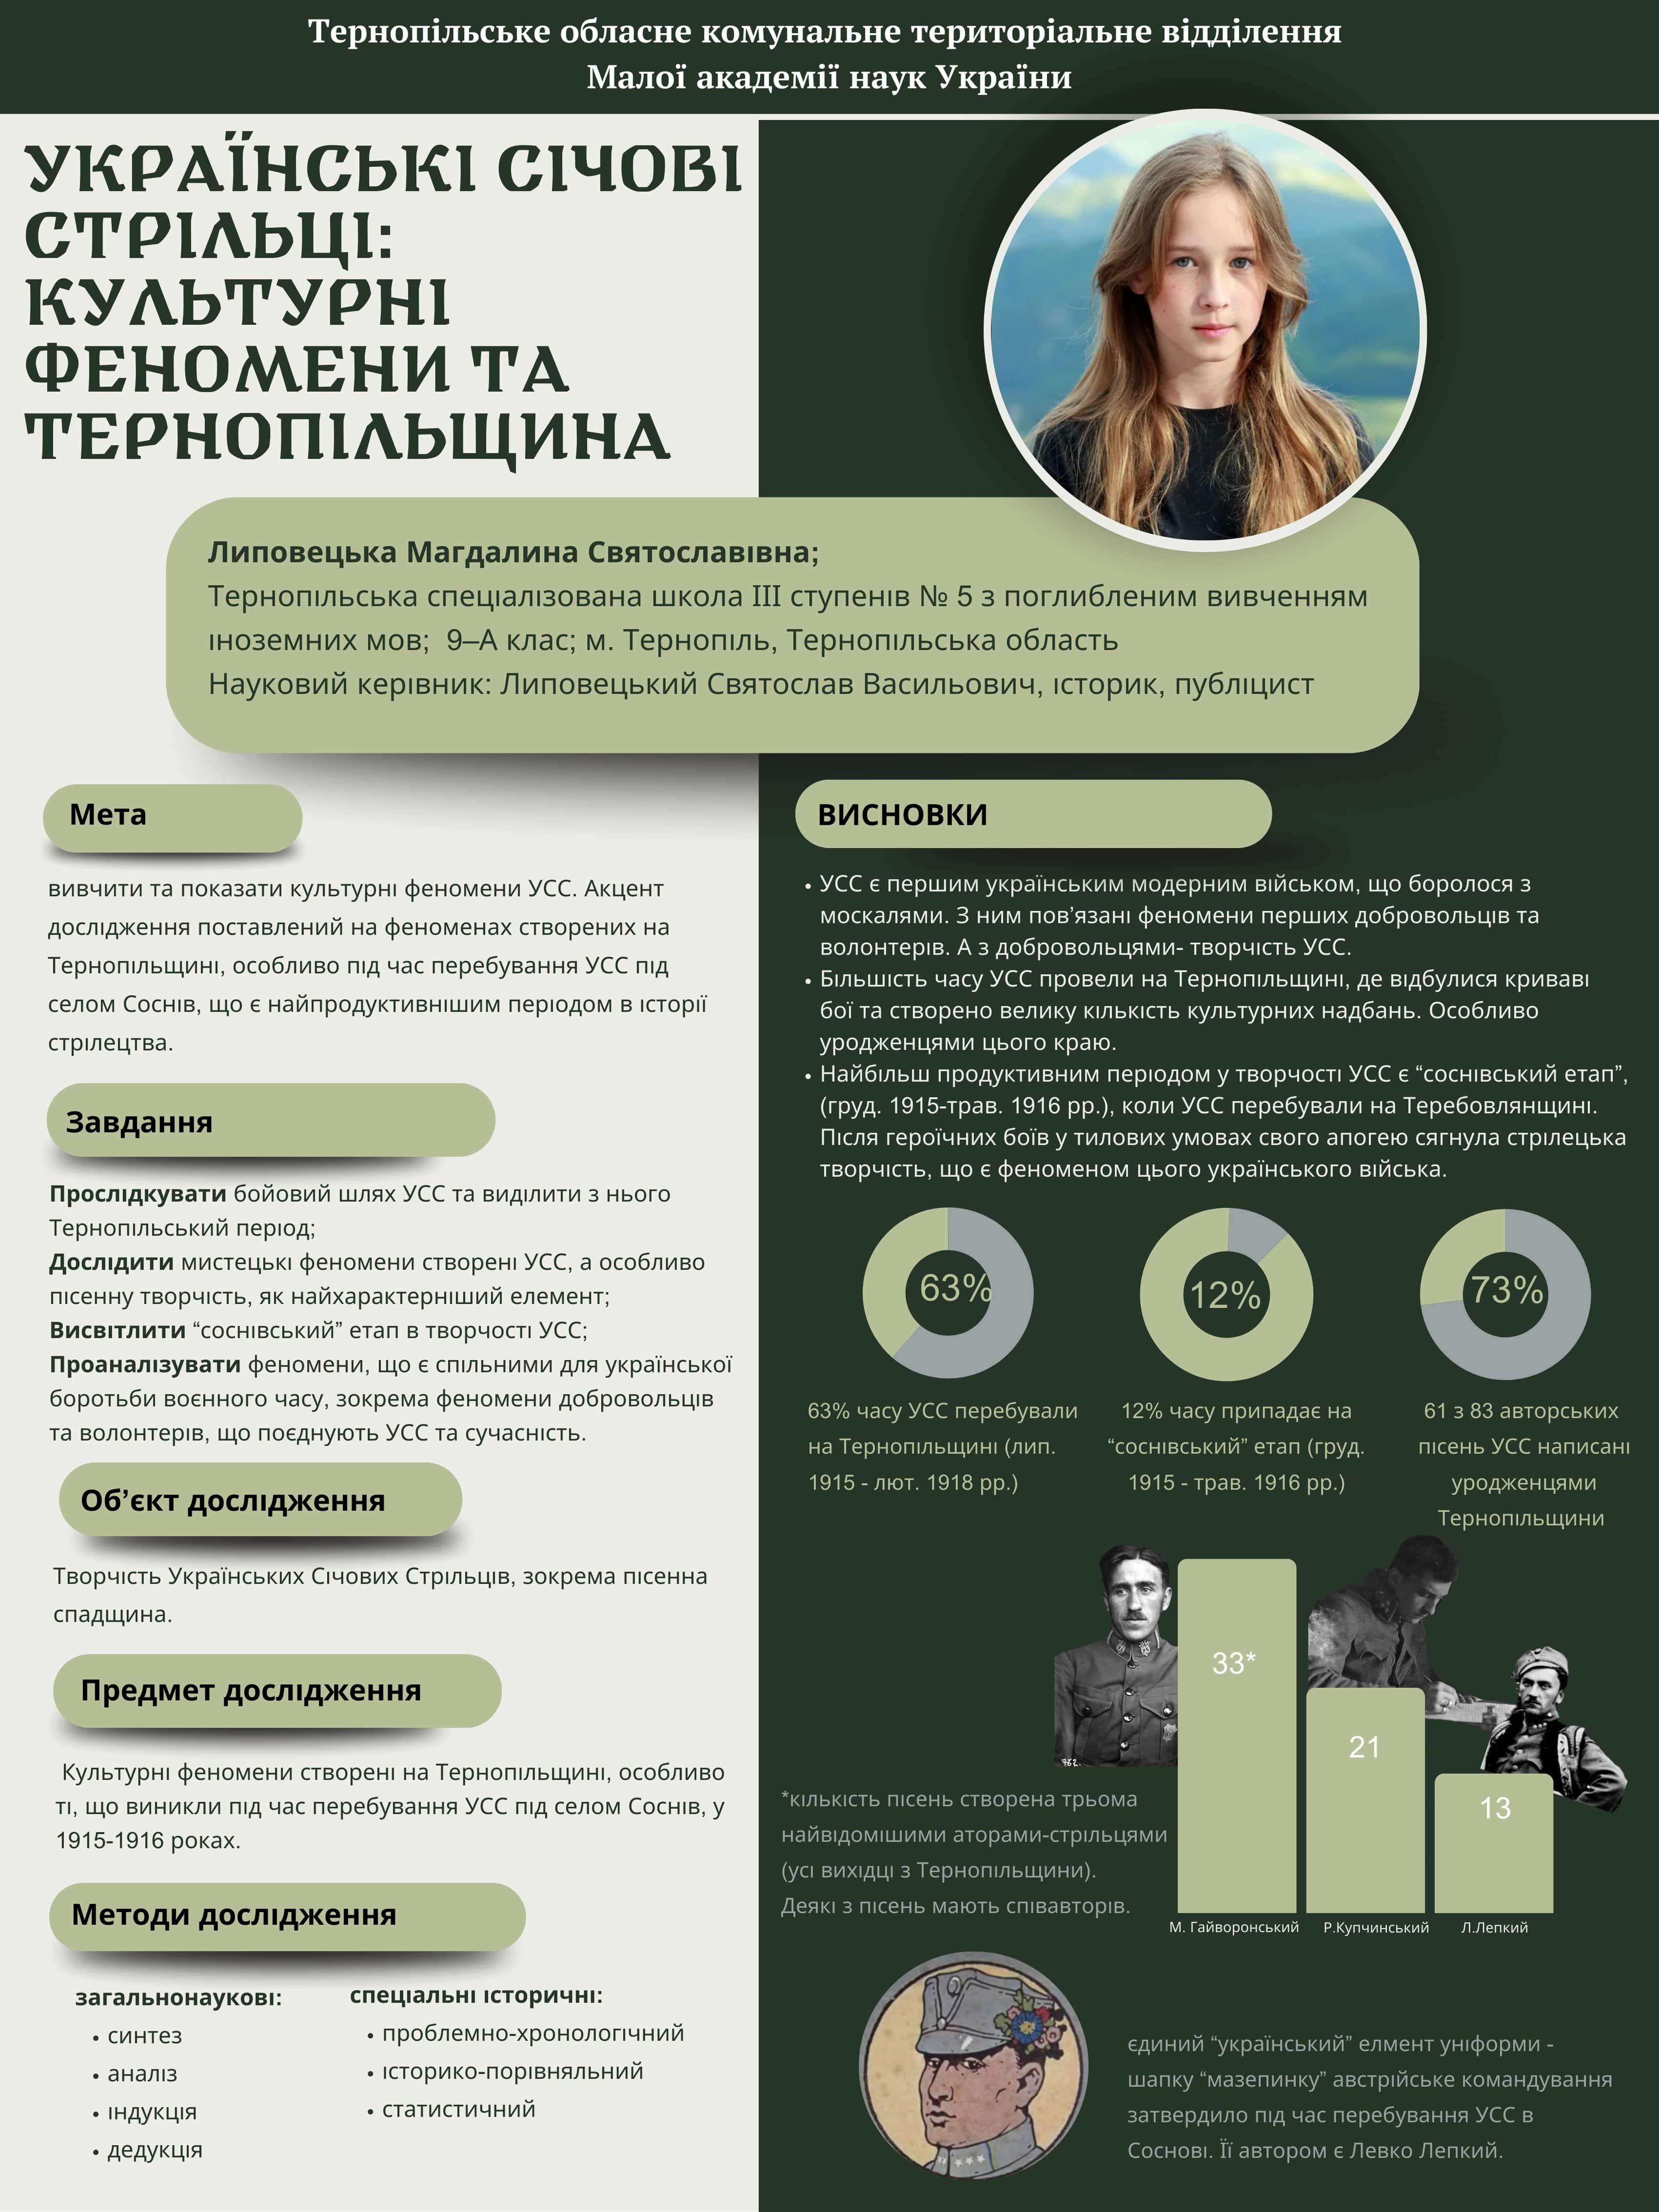 Тернопільське обласне комунальне територіальне відділення
Малої академії наук України
УКРАЇНСЬКІ СІЧОВІ
СТРІЛЬЦІ:
КУЛЬТУРНІ
ФЕНОМЕНИ ТА
ТЕРНОПІЛЬЩИНА
Липовецька Магдалина Святославівна;
Тернопільська спеціалізована школа ІІІ ступенів № 5 з поглибленим вивченням
іноземних мов;  9–А клас; м. Тернопіль, Тернопільська область
Науковий керівник: Липовецький Святослав Васильович, історик, публіцист
Мета
вивчити та показати культурні феномени УСС. Акцент
дослідження поставлений на феноменах створених на
Тернопільщині, особливо під час перебування УСС під
селом Соснів, що є найпродуктивнішим періодом в історії
стрілецтва.
Завдання
Прослідкувати бойовий шлях УСС та виділити з нього
Тернопільський період;
Дослідити мистецькі феномени створені УСС, а особливо
пісенну творчість, як найхарактерніший елемент;
Висвітлити “соснівський” етап в творчості УСС;
Проаналізувати феномени, що є спільними для української
боротьби воєнного часу, зокрема феномени добровольців
та волонтерів, що поєднують УСС та сучасність.
Об’єкт дослідження
Творчість Українських Січових Стрільців, зокрема пісенна
спадщина.
Предмет дослідження
Культурні феномени створені на Тернопільщині, особливо
ті, що виникли під час перебування УСС під селом Соснів, у
1915-1916 роках.
Методи дослідження
загальнонаукові:
• синтез
• аналіз
• індукція
• дедукція
спеціальні історичні:
• проблемно-хронологічний
• історико-порівняльний
• статистичний
ВИСНОВКИ
• УСС є першим українським модерним військом, що боролося з
москалями. З ним пов’язані феномени перших добровольців та
волонтерів. А з добровольцями- творчість УСС.
• Більшість часу УСС провели на Тернопільщині, де відбулися криваві
бої та створено велику кількість культурних надбань. Особливо
уродженцями цього краю.
• Найбільш продуктивним періодом у творчості УСС є “соснівський етап”,
(груд. 1915-трав. 1916 рр.), коли УСС перебували на Теребовлянщині.
Після героїчних боїв у тилових умовах свого апогею сягнула стрілецька
творчість, що є феноменом цього українського війська.
63%
63% часу УСС перебували
на Тернопільщині (лип.
1915 - лют. 1918 рр.)
12%
12% часу припадає на
“соснівський” етап (груд.
1915 - трав. 1916 рр.)
73%
61 з 83 авторських
пісень УСС написані
уродженцями
Тернопільщини
33*
21
13
М. Гайворонський
Р.Купчинський
Л.Лепкий
*кількість пісень створена трьома
найвідомішими аторами-стрільцями
(усі вихідці з Тернопільщини).
Деякі з пісень мають співавторів.
єдиний “український” елмент уніформи -
шапку “мазепинку” австрійське командування
затвердило під час перебування УСС в
Соснові. Її автором є Левко Лепкий.